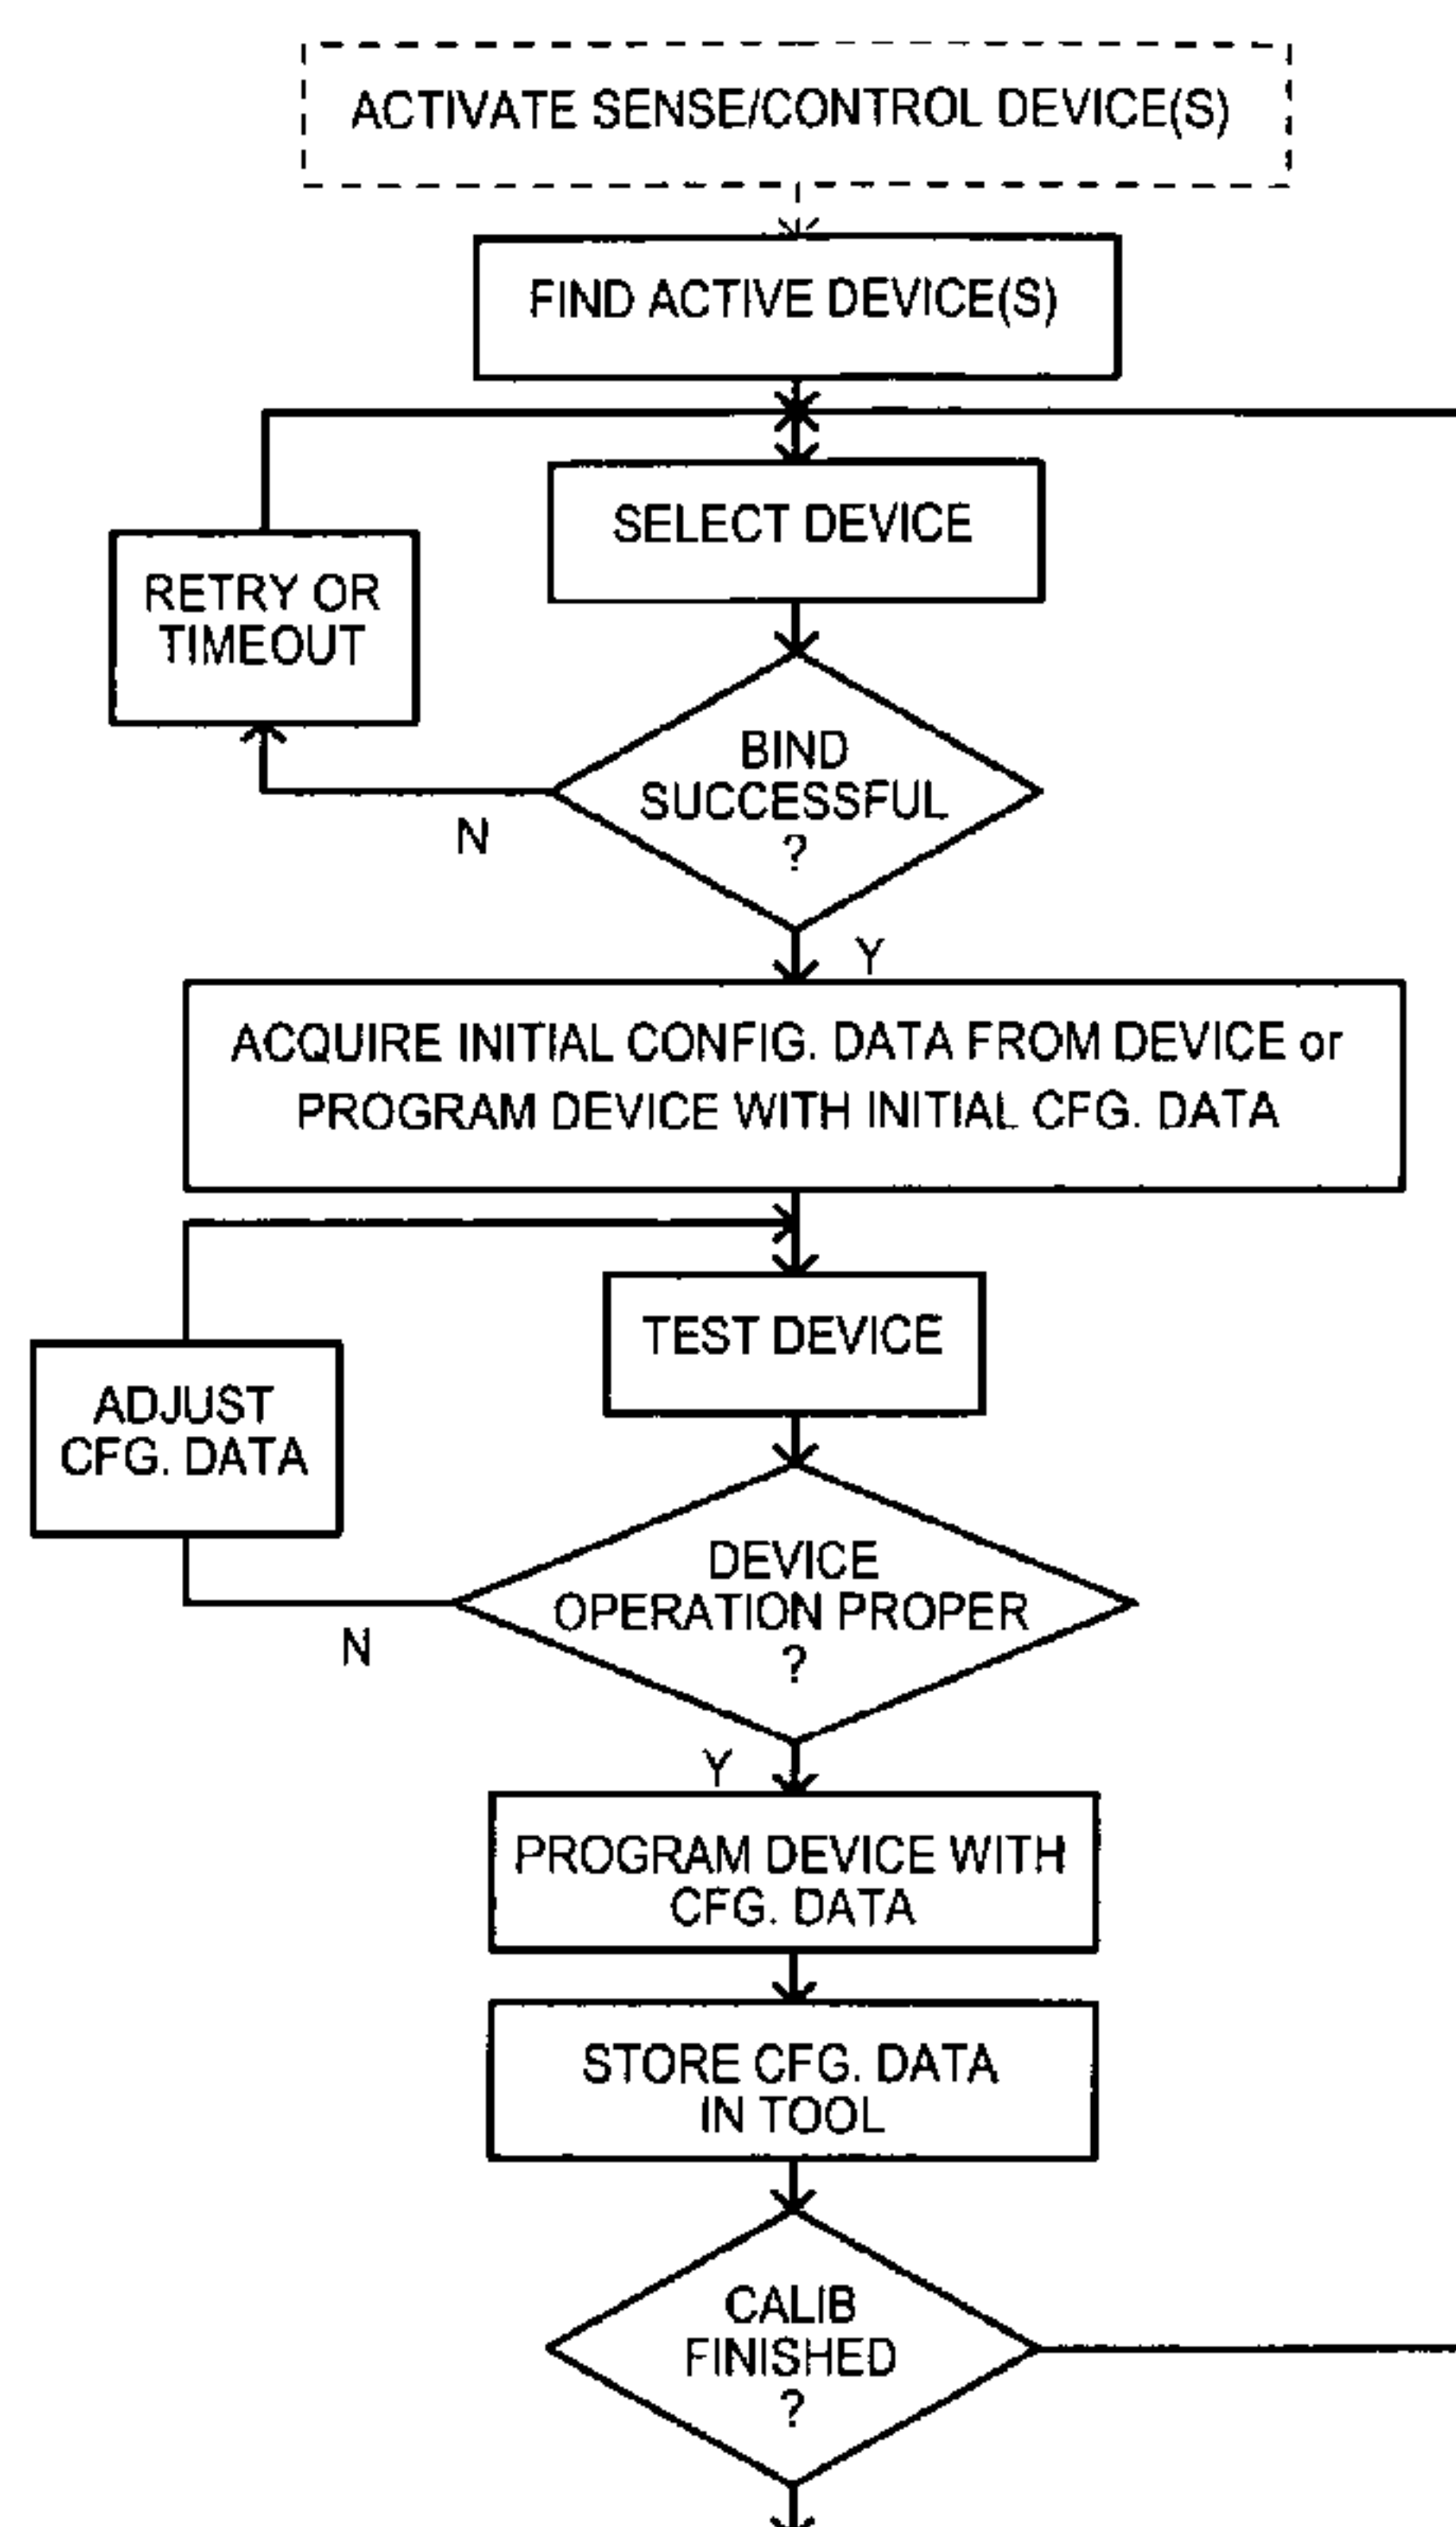 ACTIVATE SENSE/CONTROL DEVICE(S)
FIND ACTIVE DEVICE(S)
SELECT DEVICE
RETRY OR
TIMEOUT
BIND
SUCCESSFUL
?
N
Y
ACQUIRE INITIAL CONFIG. DATA FROM DEVICE or
PROGRAM DEVICE WITH INITIAL CFG. DATA
TEST DEVICE
ADJUST
CFG. DATA
DEVICE
OPERATION PROPER
?
N
Y
PROGRAM DEVICE WITH
CFG. DATA
STORE CFG. DATA
IN TOOL
CALIB
FINISHED
?